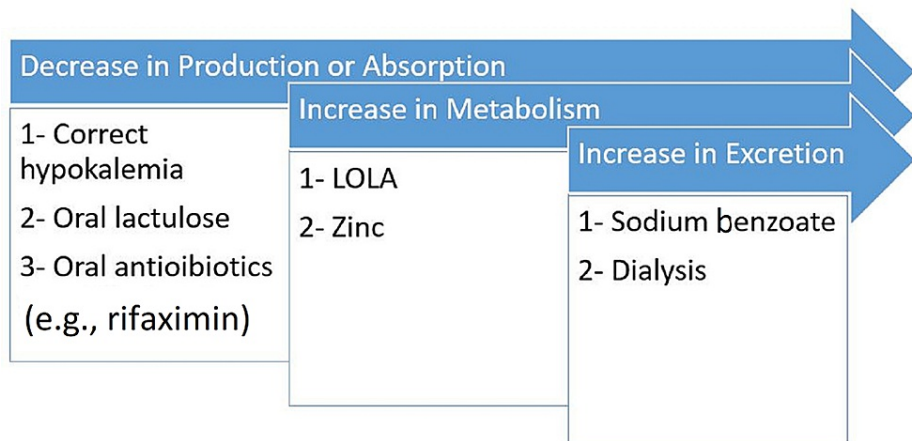 Decrease in Production or Absorption
1- Correct
hypokalemia
2- Oral lactulose
3- Oral antioibiotics
(e.g., rifaximin)
Increase in Metabolism
1- LOLA
2- Zinc
Increase in Excretion
1- Sodium benzoate
2- Dialysis